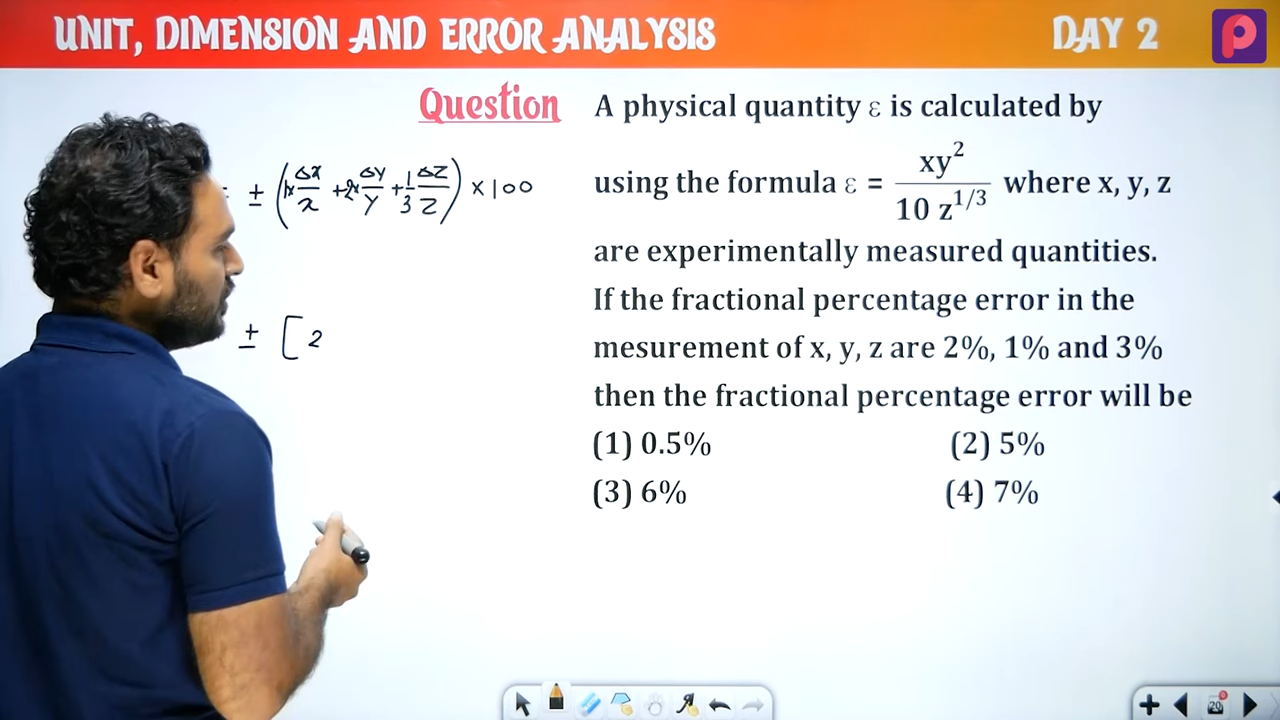 UNIT, DIMENSION AND ERROR ANALYSIS
DAY 2
Question
A physical quantity ε is calculated by
using the formula ε = xy^2 / 10 z^1/3 where x, y, z
are experimentally measured quantities.
If the fractional percentage error in the
mesurement of x, y, z are 2%, 1% and 3%
then the fractional percentage error will be
(1) 0.5% (2) 5%
(3) 6% (4) 7%
= ± (1× Δx/x + 2× Δy/y + 1/3 Δz/z) × 100
± [ 2
20